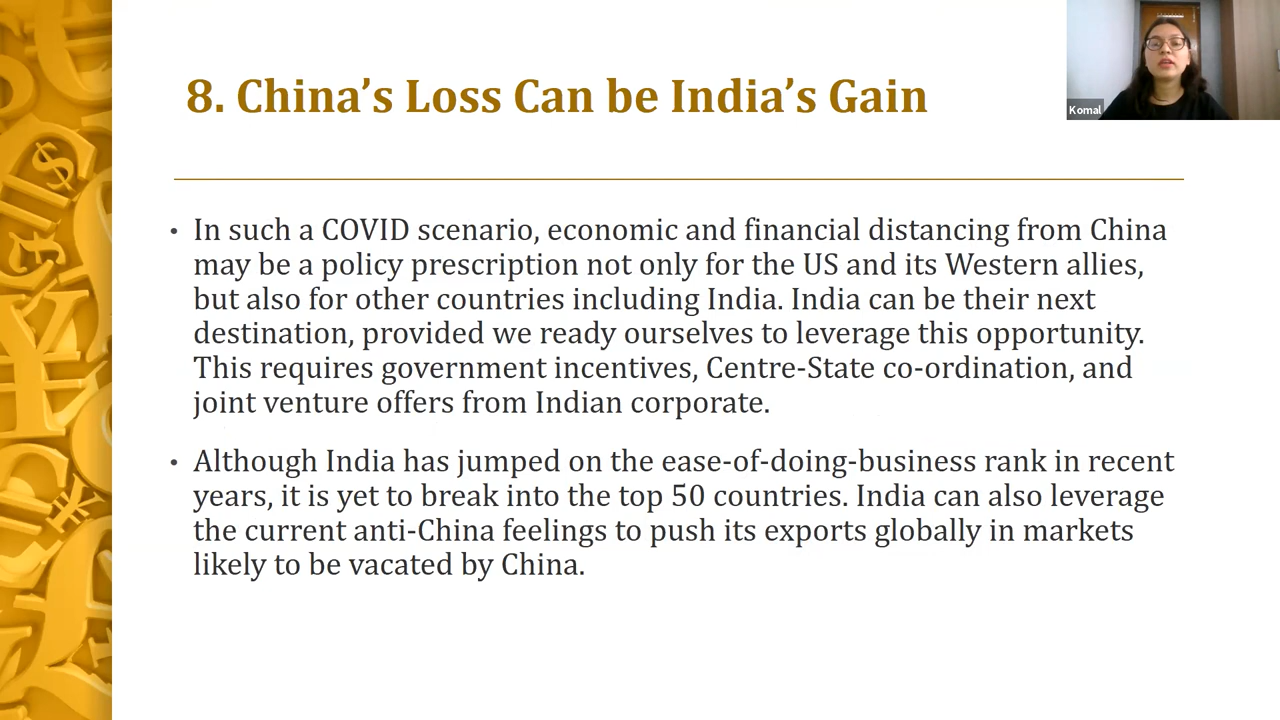 8. China’s Loss Can be India’s Gain
Komal
• In such a COVID scenario, economic and financial distancing from China
may be a policy prescription not only for the US and its Western allies,
but also for other countries including India. India can be their next
destination, provided we ready ourselves to leverage this opportunity.
This requires government incentives, Centre-State co-ordination, and
joint venture offers from Indian corporate.
• Although India has jumped on the ease-of-doing-business rank in recent
years, it is yet to break into the top 50 countries. India can also leverage
the current anti-China feelings to push its exports globally in markets
likely to be vacated by China.